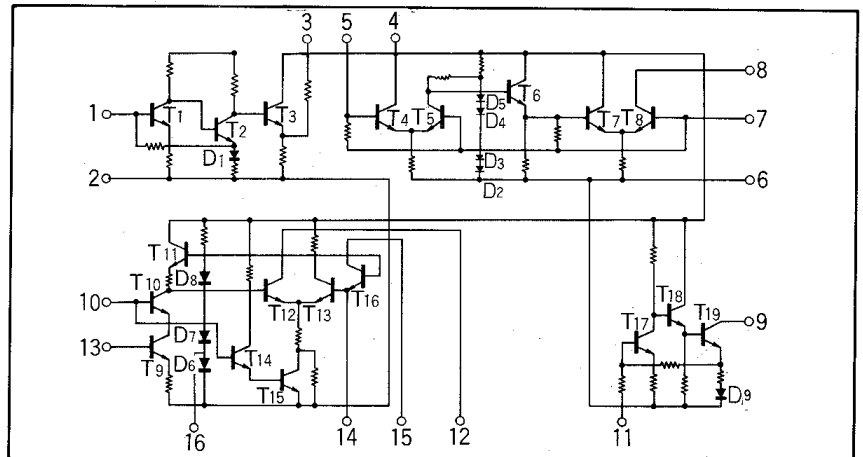 3 5 4
1 T1 T2 T3 T4 T5 D5 D4 T6 T7 T8 8
7
D1 D3
2 D2 6
T11 D8
T10 T12 T13 T16 T18
10 T17 T19 9
13 T9 D7 D6 T14
T15 D9
16 14 15 12 11